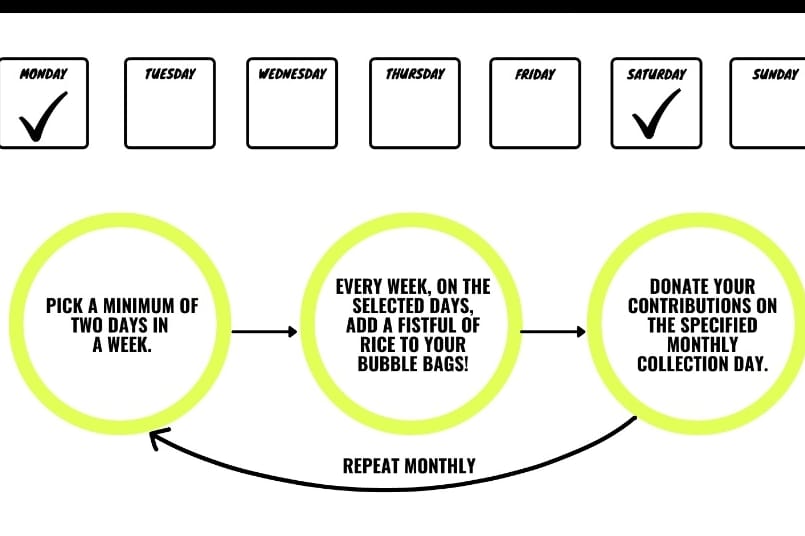 MONDAY TUESDAY WEDNESDAY THURSDAY FRIDAY SATURDAY SUNDAY
PICK A MINIMUM OF
TWO DAYS IN
A WEEK.
EVERY WEEK, ON THE
SELECTED DAYS,
ADD A FISTFUL OF
RICE TO YOUR
BUBBLE BAGS!
DONATE YOUR
CONTRIBUTIONS ON
THE SPECIFIED
MONTHLY
COLLECTION DAY.
REPEAT MONTHLY